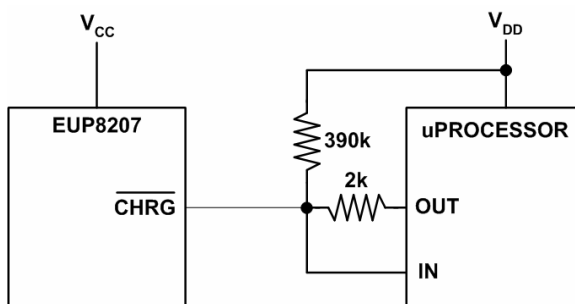 VCC
VDD
EUP8207
uPROCESSOR
390k
2k
CHRG
OUT
IN